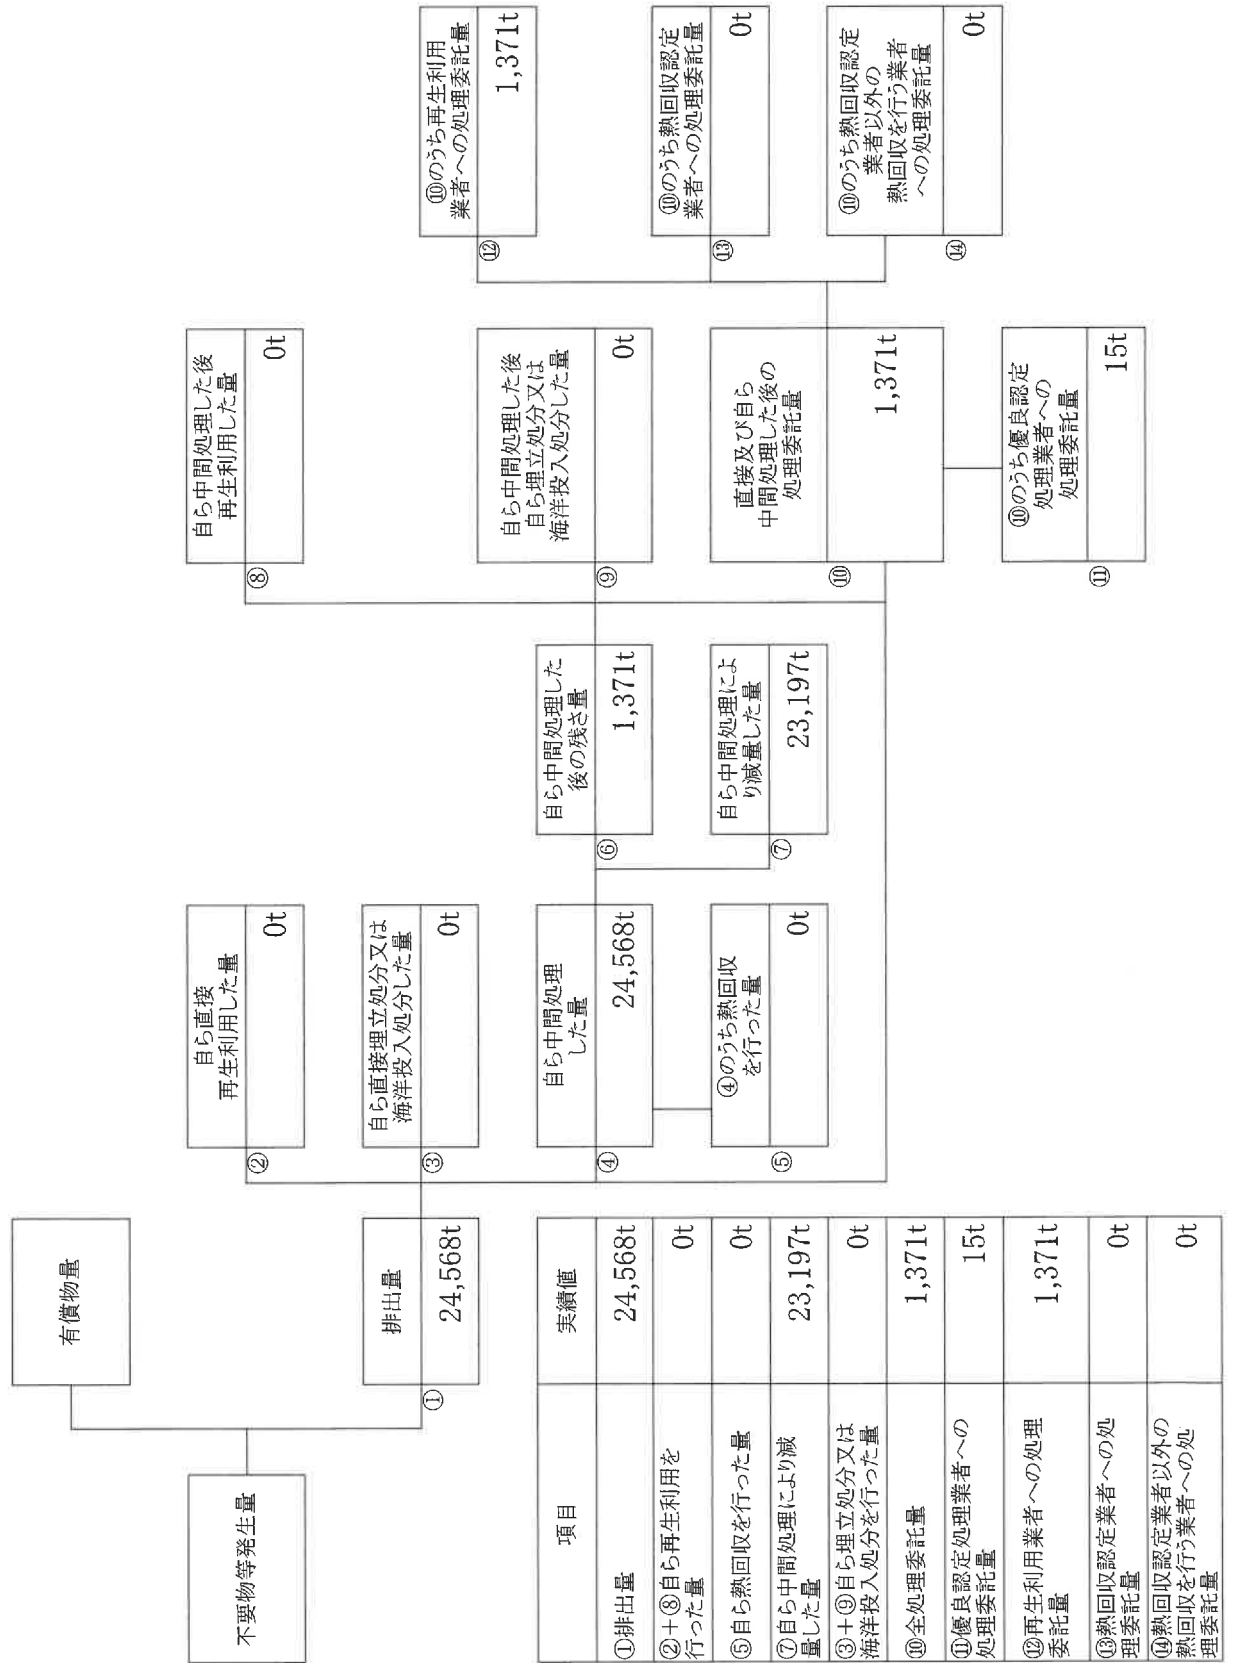 不要物等発生量
有償物量
排出量
①
24,568t
自ら直接
再生利用した量
②
0t
自ら直接埋立処分又は
海洋投入処分した量
③
0t
自ら中間処理
した量
④
24,568t
④のうち熱回収
を行った量
⑤
0t
自ら中間処理した
後の残さ量
⑥
1,371t
自ら中間処理によ
り減量した量
⑦
23,197t
自ら中間処理した後
再生利用した量
⑧
0t
自ら中間処理した後
自ら埋立処分又は
海洋投入処分した量
⑨
0t
直接及び自ら
中間処理した後の
処理委託量
⑩
1,371t
⑩のうち優良認定
処理業者への
処理委託量
⑪
15t
⑩のうち再生利用
業者への処理委託量
⑫
1,371t
⑩のうち熱回収認定
業者への処理委託量
⑬
0t
⑩のうち熱回収認定
業者以外の
熱回収を行う業者
への処理委託量
⑭
0t
項目
実績値
①排出量
24,568t
②+⑧自ら再生利用を
行った量
0t
⑤自ら熱回収を行った量
0t
⑦自ら中間処理により減
量した量
23,197t
③+⑨自ら埋立処分又は
海洋投入処分を行った量
0t
⑩全処理委託量
1,371t
⑪優良認定処理業者への
処理委託量
15t
⑫再生利用業者への処理
委託量
1,371t
⑬熱回収認定業者への処
理委託量
0t
⑭熱回収認定業者以外の
熱回収を行う業者への処
理委託量
0t